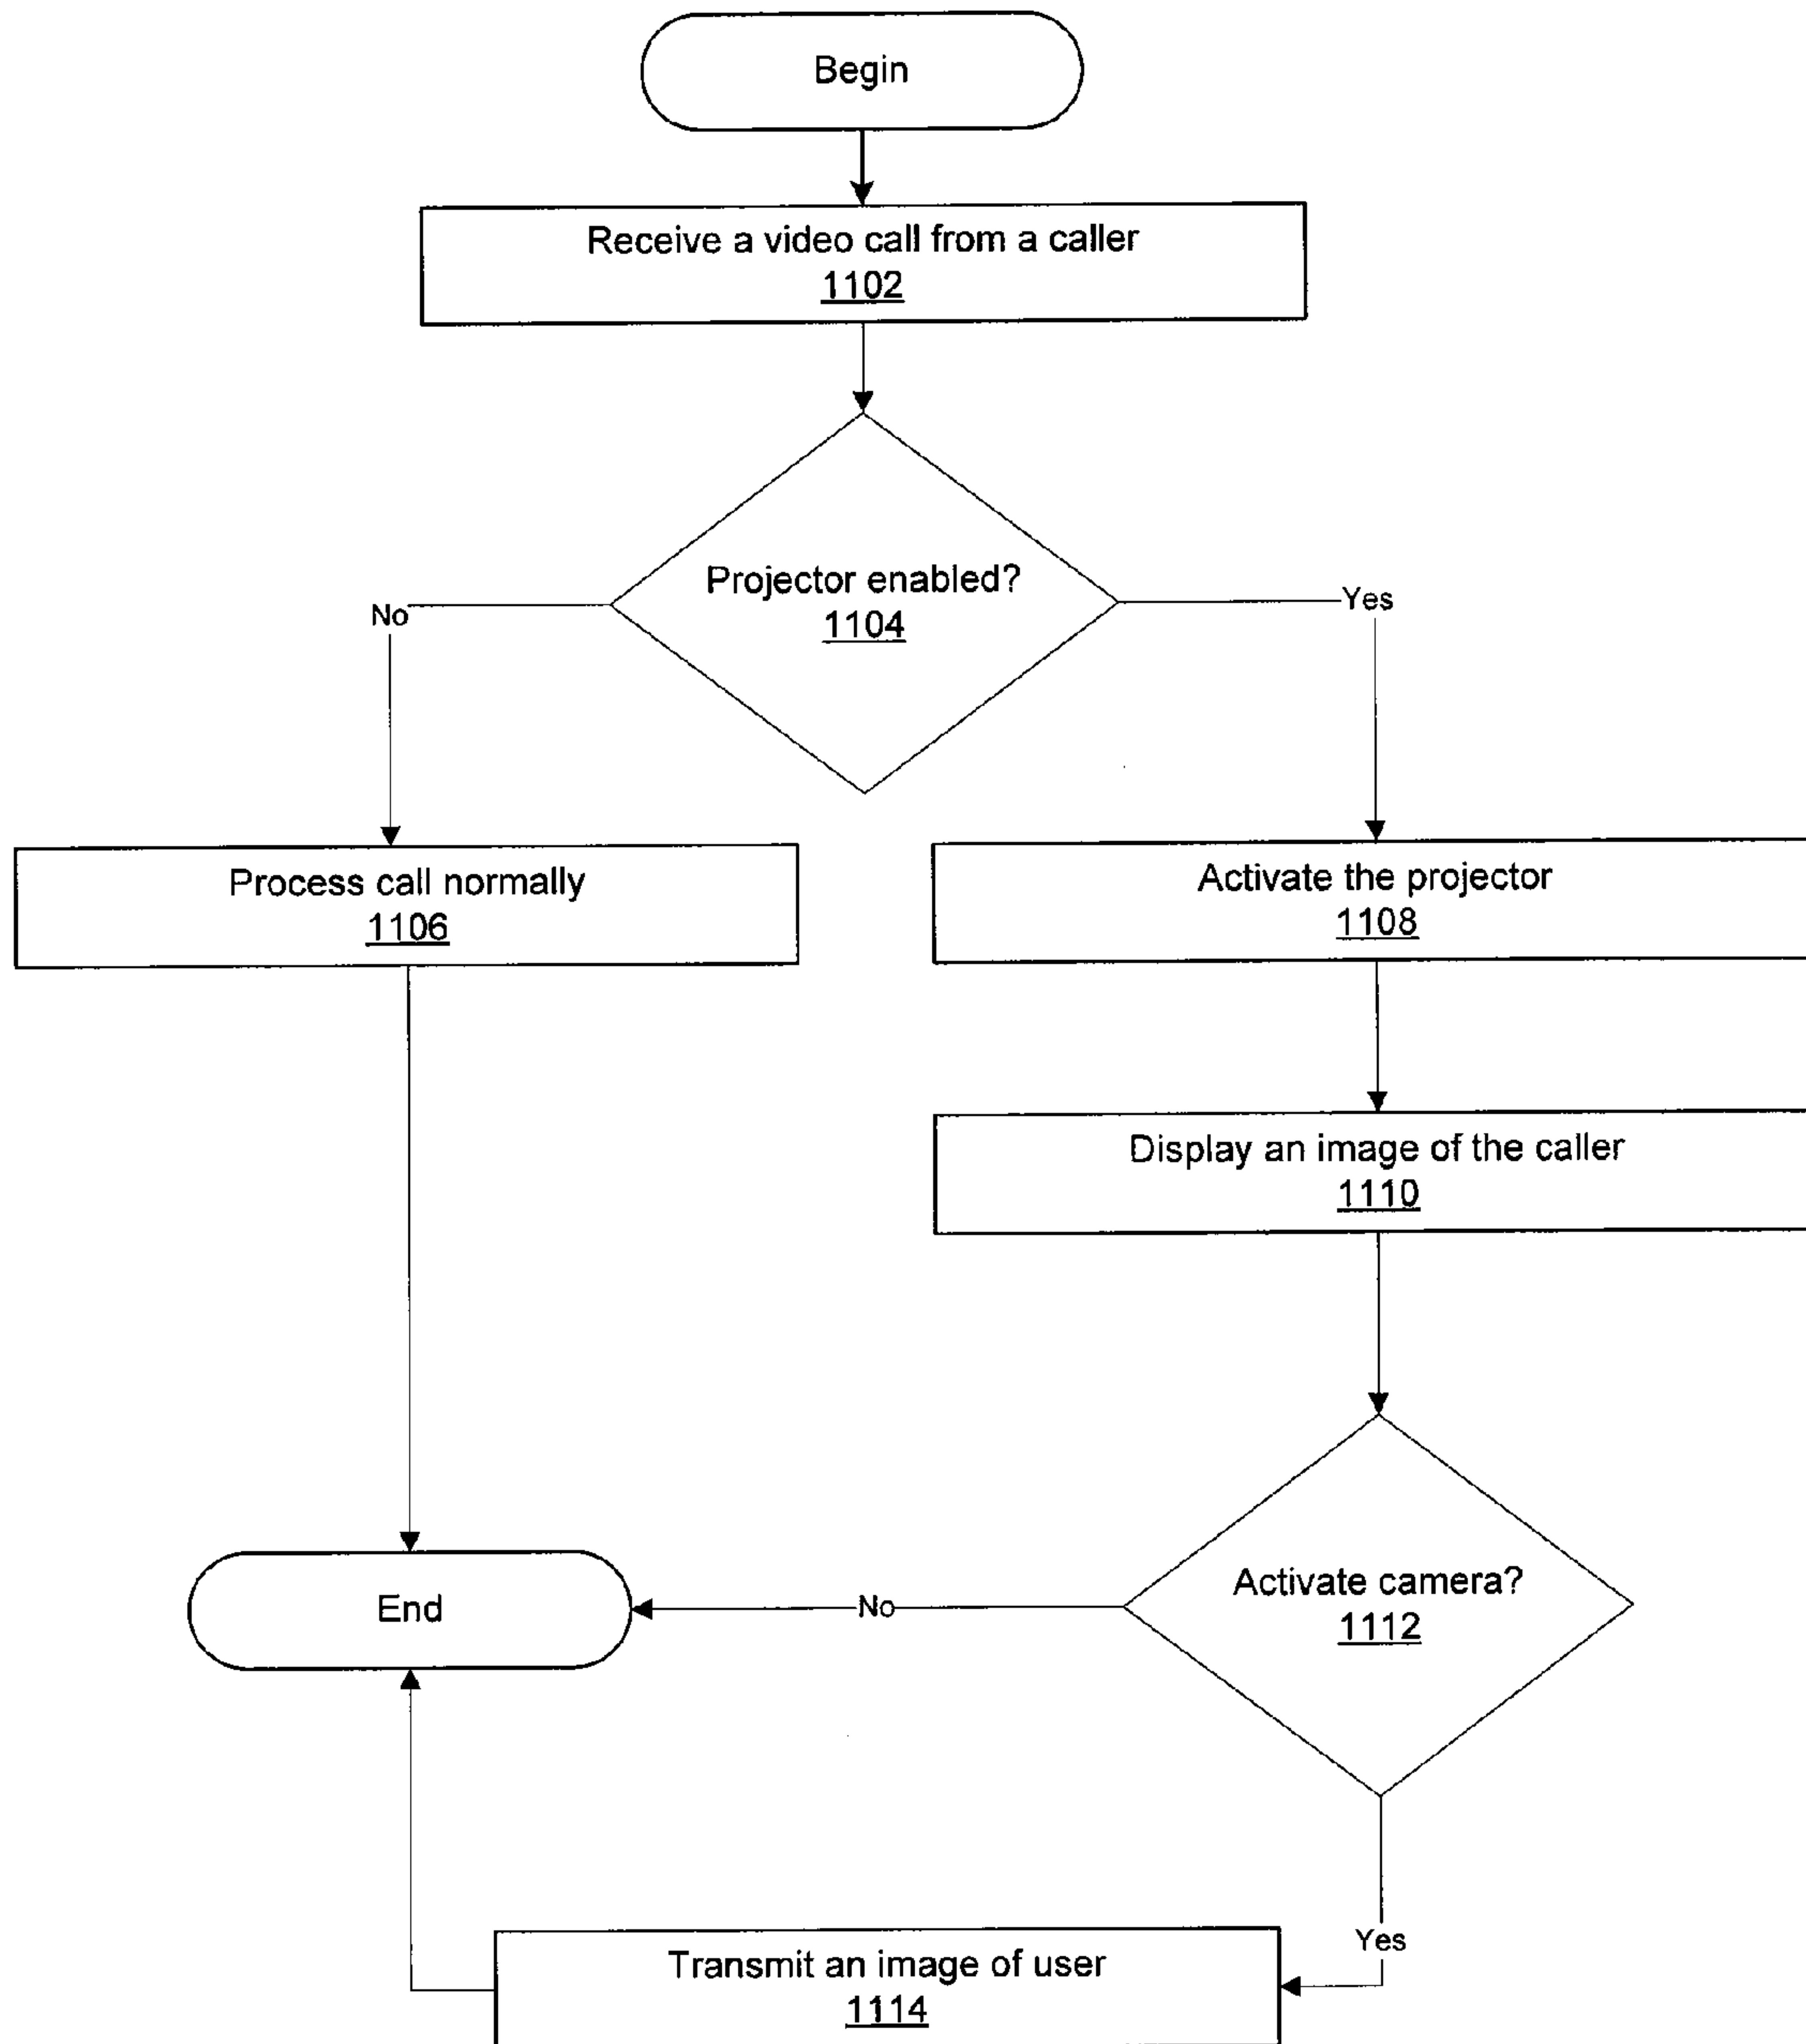 Begin
Receive a video call from a caller
1102
Projector enabled?
1104
No
Yes
Process call normally
1106
Activate the projector
1108
Display an image of the caller
1110
Activate camera?
1112
No
End
Yes
Transmit an image of user
1114